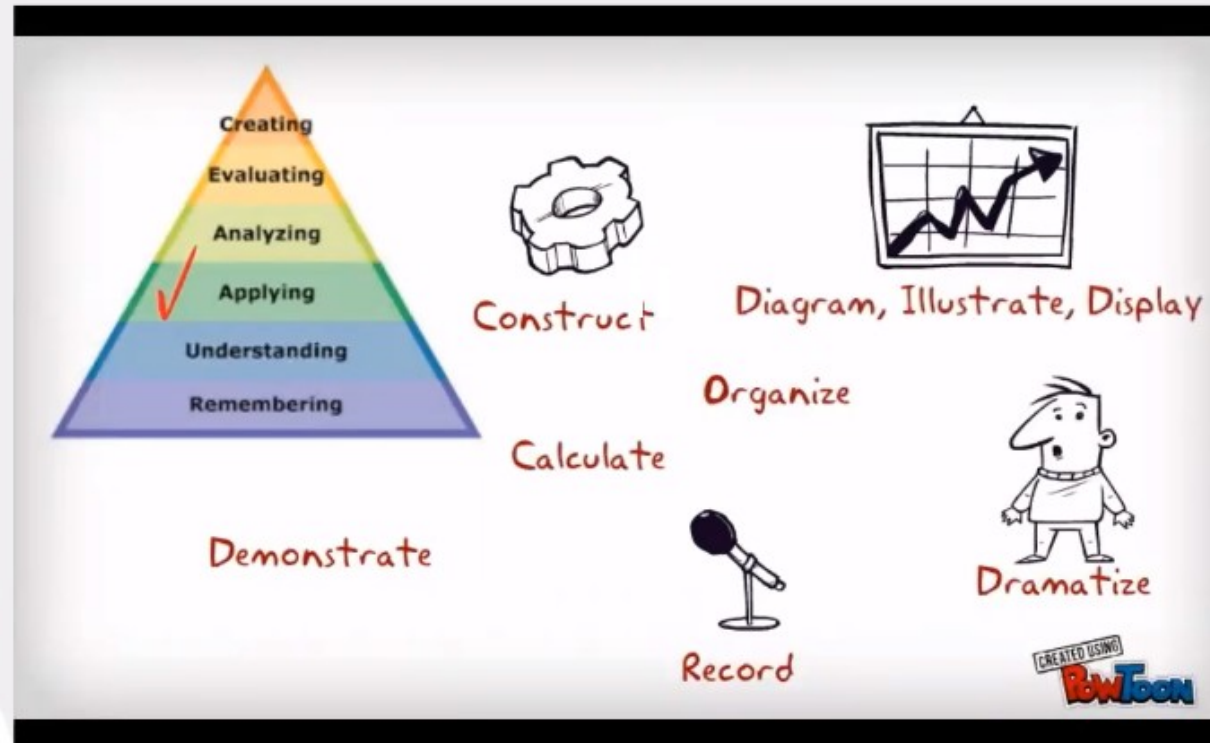 Creating
Evaluating
Analyzing
Applying
Understanding
Remembering
Construct
Diagram, Illustrate, Display
Organize
Calculate
Demonstrate
Record
Dramatize
CREATED USING
POWTOON